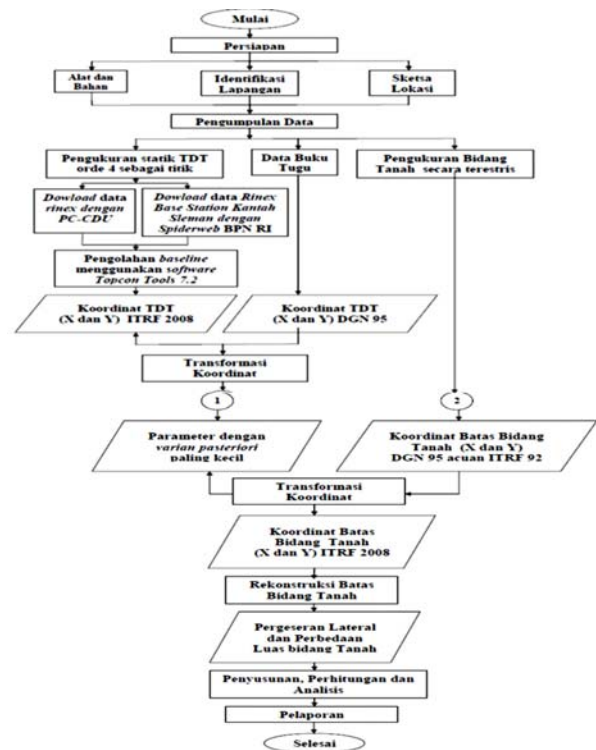 Mulai
Persiapan
Alat dan
Bahan
Identifikasi
Lapangan
Sketsa
Lokasi
Pengumpulan Data
Pengukuran statik TDT
orde 4 sebagai titik
Data Buku
Tugu
Pengukuran Bidang
Tanah secara terestris
Dowload data
rinex dengan
PC-CDU
Dowload data Rinex
Base Station Kantah
Sleman dengan
Spiderweb BPN RI
Pengolahan baseline
menggunakan software
Topcon Tools 7.2
Koordinat TDT
(X dan Y) ITRF 2008
Koordinat TDT
(X dan Y) DGN 95
Transformasi
Koordinat
1
2
Parameter dengan
varian pasteriori
paling kecil
Koordinat Batas Bidang
Tanah (X dan Y)
DGN 95 acuan ITRF 92
Transformasi
Koordinat
Koordinat Batas
Bidang Tanah
(X dan Y) ITRF 2008
Rekonstruksi Batas
Bidang Tanah
Pergeseran Lateral
dan Perbedaan
Luas bidang Tanah
Penyusunan, Perhitungan dan
Analisis
Pelaporan
Selesai